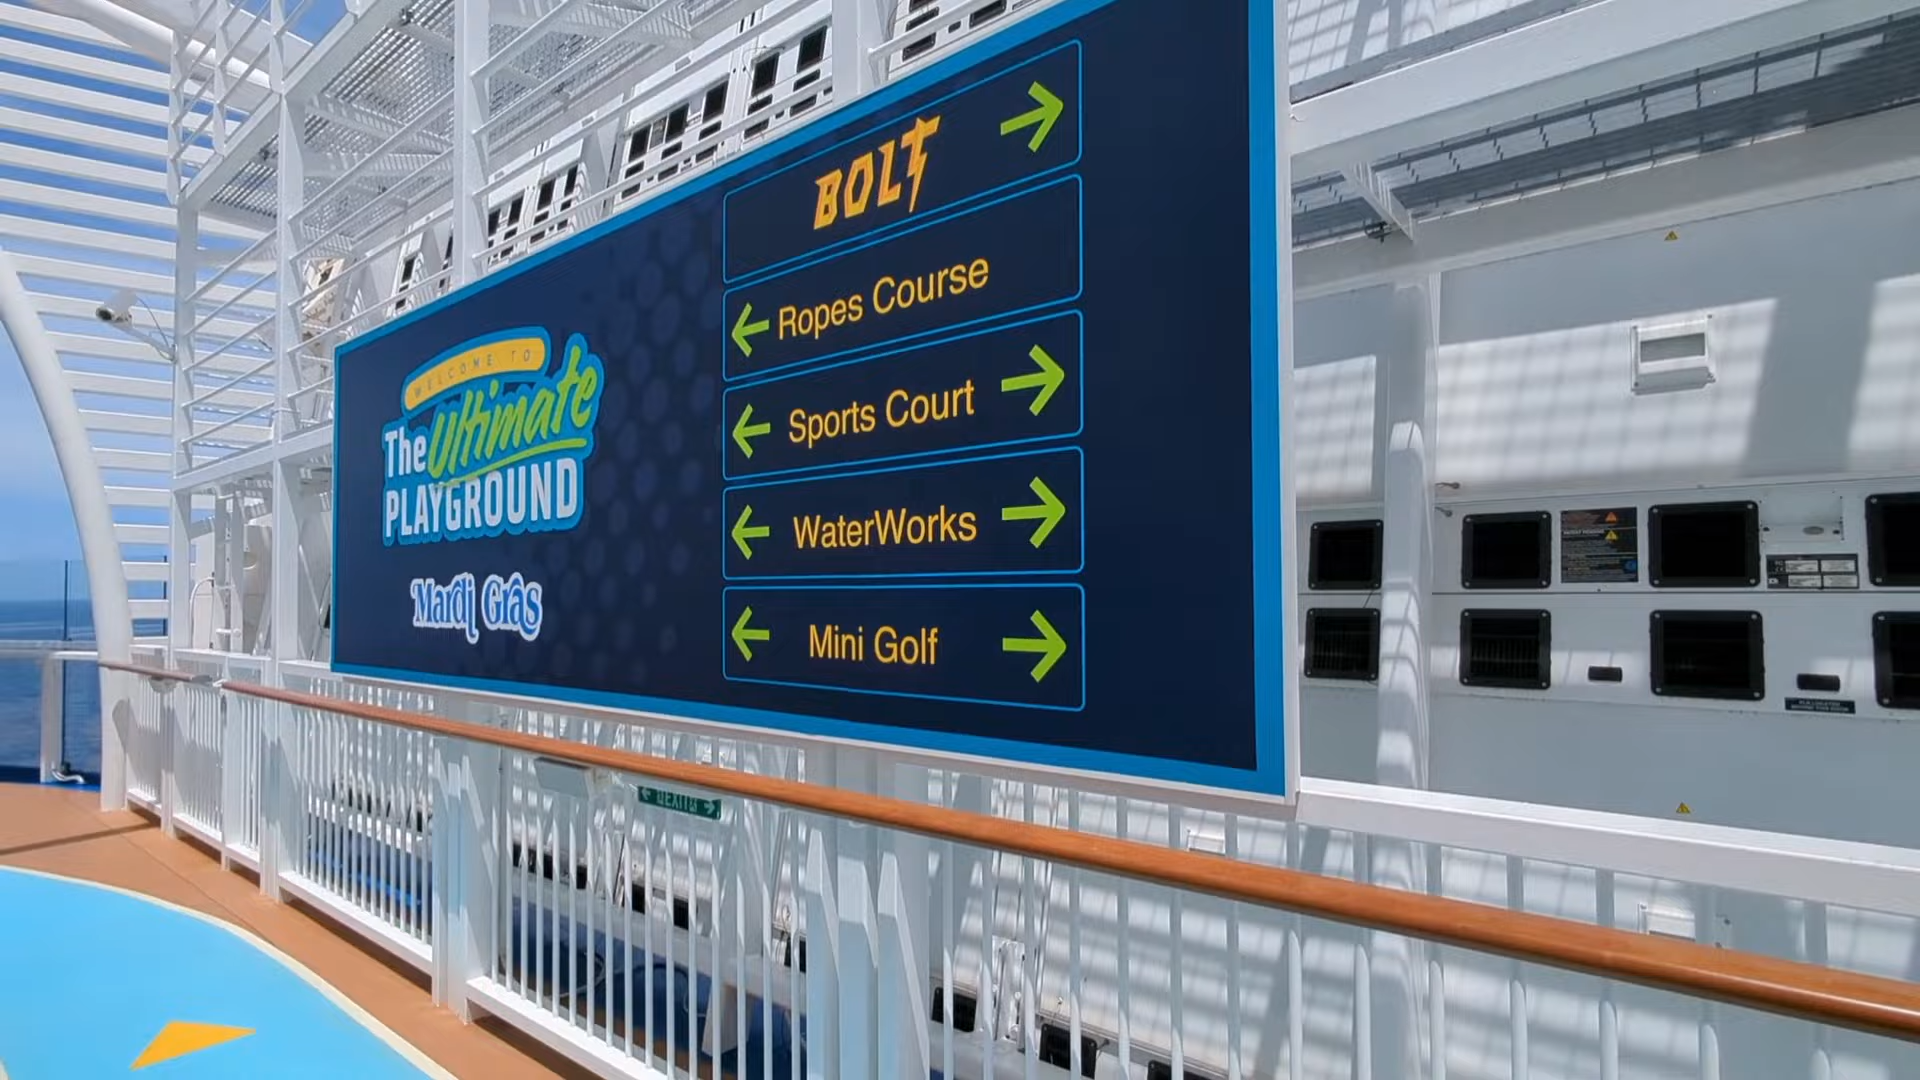 WELCOME TO
The Ultimate
PLAYGROUND
Mardi Gras
BOLT
Ropes Course
Sports Court
WaterWorks
Mini Golf
EXIT